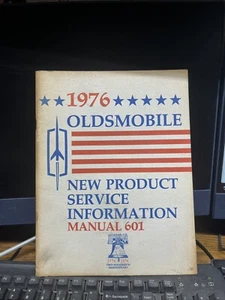 1976
OLDSMOBILE
NEW PRODUCT
SERVICE
INFORMATION
MANUAL 601